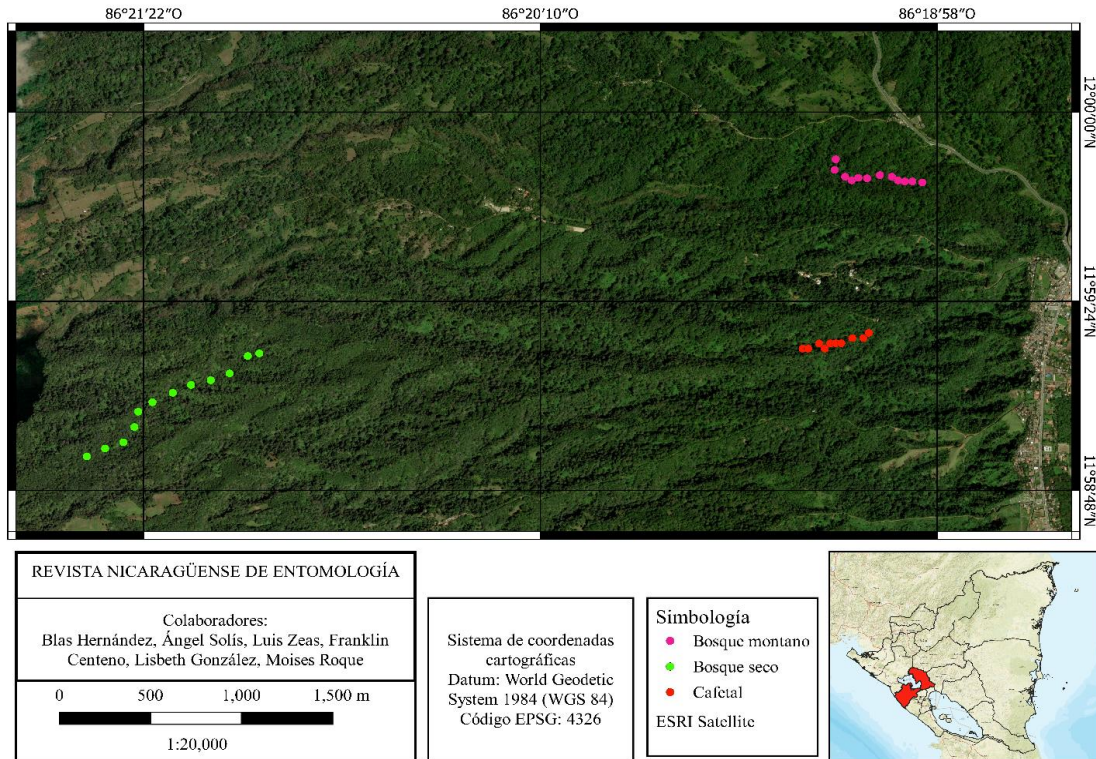 86°21′22″O
86°20′10″O
86°18′58″O
12°00′00″N
11°59′24″N
11°58′48″N
REVISTA NICARAGÜENSE DE ENTOMOLOGÍA
Colaboradores:
Blas Hernández, Ángel Solís, Luis Zeas, Franklin
Centeno, Lisbeth González, Moises Roque
0 500 1,000 1,500 m
1:20,000
Sistema de coordenadas
cartográficas
Datum: World Geodetic
System 1984 (WGS 84)
Código EPSG: 4326
Simbología
Bosque montano
Bosque seco
Cafetal
ESRI Satellite